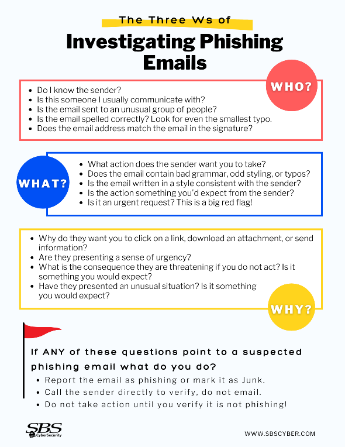 The Three Ws of
Investigating Phishing
Emails
WHO?
Do I know the sender?
Is this someone I usually communicate with?
Is the email sent to an unusual group of people?
Is the email spelled correctly? Look for even the smallest typo.
Does the email address match the email in the signature?
WHAT?
What action does the sender want you to take?
Does the email contain bad grammar, odd styling, or typos?
Is the email written in a style consistent with the sender?
Is the action something you'd expect from the sender?
Is it an urgent request? This is a big red flag!
Why do they want you to click on a link, download an attachment, or send
information?
Are they presenting a sense of urgency?
What is the consequence they are threatening if you do not act? Is it
something you would expect?
Have they presented an unusual situation? Is it something
you would expect?
WHY?
If ANY of these questions point to a suspected
phishing email what do you do?
Report the email as phishing or mark it as Junk.
Call the sender directly to verify, do not email.
Do not take action until you verify it is not phishing!
SBS
CyberSecurity
WWW.SBSCYBER.COM